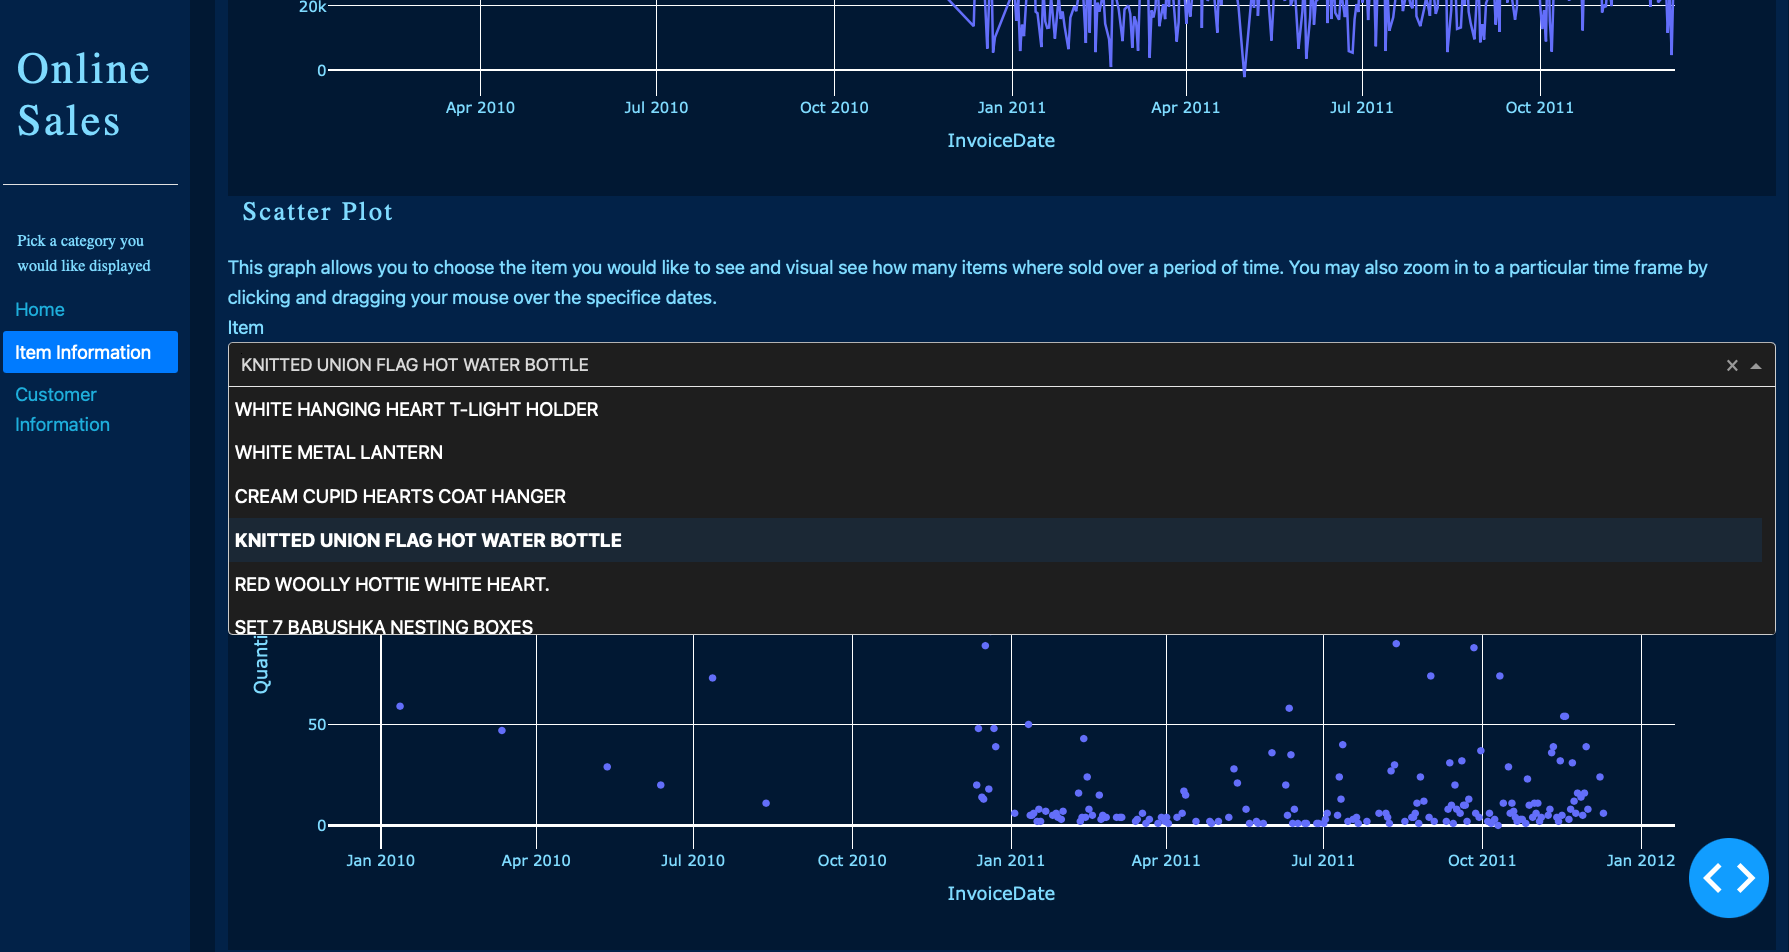 Online
Sales
Pick a category you
would like displayed
Home
Item Information
Customer
Information
20k
0
Apr 2010
Jul 2010
Oct 2010
Jan 2011
Apr 2011
Jul 2011
Oct 2011
InvoiceDate
Scatter Plot
This graph allows you to choose the item you would like to see and visual see how many items where sold over a period of time. You may also zoom in to a particular time frame by
clicking and dragging your mouse over the specifice dates.
Item
KNITTED UNION FLAG HOT WATER BOTTLE
WHITE HANGING HEART T-LIGHT HOLDER
WHITE METAL LANTERN
CREAM CUPID HEARTS COAT HANGER
KNITTED UNION FLAG HOT WATER BOTTLE
RED WOOLLY HOTTIE WHITE HEART.
SET 7 BABUSHKA NESTING BOXES
Quanti
50
0
Jan 2010
Apr 2010
Jul 2010
Oct 2010
Jan 2011
Apr 2011
Jul 2011
Oct 2011
Jan 2012
InvoiceDate